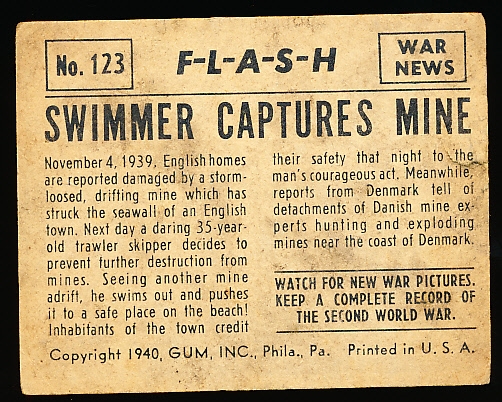 No. 123
F-L-A-S-H
WAR
NEWS
SWIMMER CAPTURES MINE
November 4, 1939. English homes
are reported damaged by a storm-
loosed, drifting mine which has
struck the seawall of an English
town. Next day a daring 35-year-
old trawler skipper decides to
prevent further destruction from
mines. Seeing another mine
adrift, he swims out and pushes
it to a safe place on the beach!
Inhabitants of the town credit
their safety that night to the
man's courageous act. Meanwhile,
reports from Denmark tell of
detachments of Danish mine ex-
perts hunting and exploding
mines near the coast of Denmark.
WATCH FOR NEW WAR PICTURES.
KEEP A COMPLETE RECORD OF
THE SECOND WORLD WAR.
Copyright 1940, GUM, INC., Phila., Pa. Printed in U. S. A.